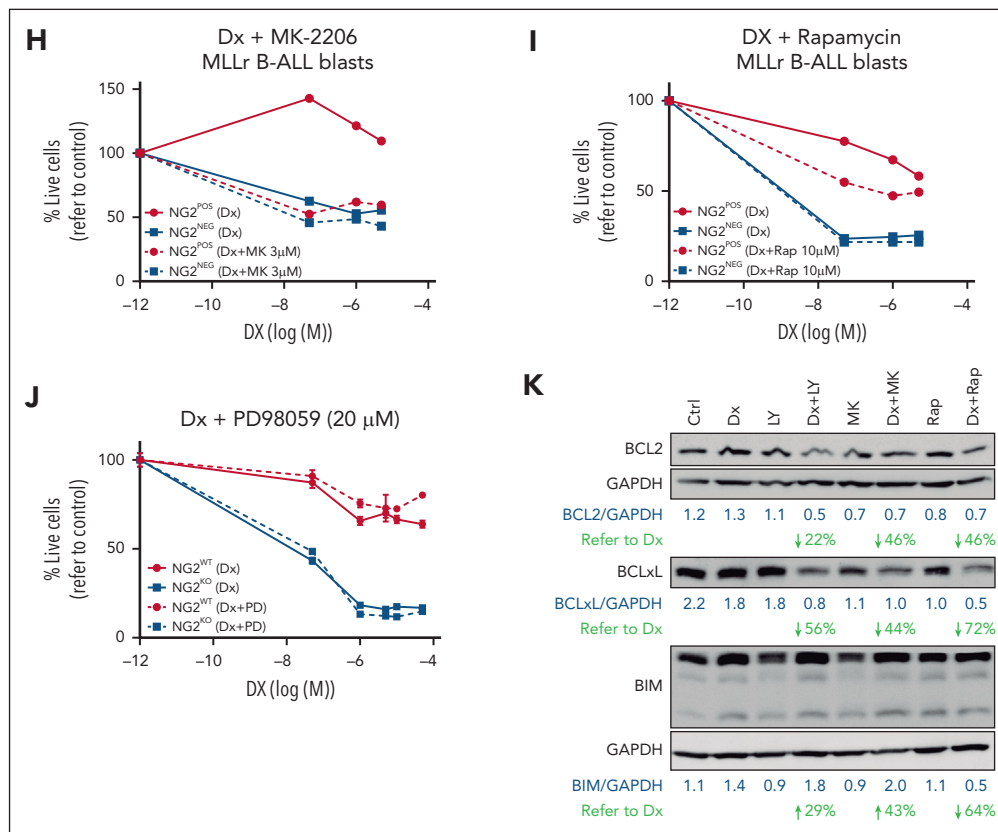 H
Dx + MK-2206
MLLr B-ALL blasts
% Live cells
(refer to control)
150
100
50
0
NG2POS (Dx)
NG2NEG (Dx)
NG2POS (Dx+MK 3μM)
NG2NEG (Dx+MK 3μM)
−12 −10 −8 −6 −4
DX (log (M))
I
DX + Rapamycin
MLLr B-ALL blasts
% Live cells
(refer to control)
100
50
0
NG2POS (Dx)
NG2NEG (Dx)
NG2POS (Dx+Rap 10μM)
NG2NEG (Dx+Rap 10μM)
−12 −10 −8 −6 −4
DX (log (M))
J
Dx + PD98059 (20 μM)
% Live cells
(refer to control)
100
50
0
NG2WT (Dx)
NG2KO (Dx)
NG2WT (Dx+PD)
NG2KO (Dx+PD)
−12 −10 −8 −6 −4
DX (log (M))
K
Ctrl Dx LY Dx+LY MK Dx+MK Rap Dx+Rap
BCL2
GAPDH
BCL2/GAPDH 1.2 1.3 1.1 0.5 0.7 0.7 0.8 0.7
Refer to Dx ↓22% ↓46% ↓46%
BCLxL
BCLxL/GAPDH 2.2 1.8 1.8 0.8 1.1 1.0 1.0 0.5
Refer to Dx ↓56% ↓44% ↓72%
BIM
GAPDH
BIM/GAPDH 1.1 1.4 0.9 1.8 0.9 2.0 1.1 0.5
Refer to Dx ↑29% ↑43% ↓64%